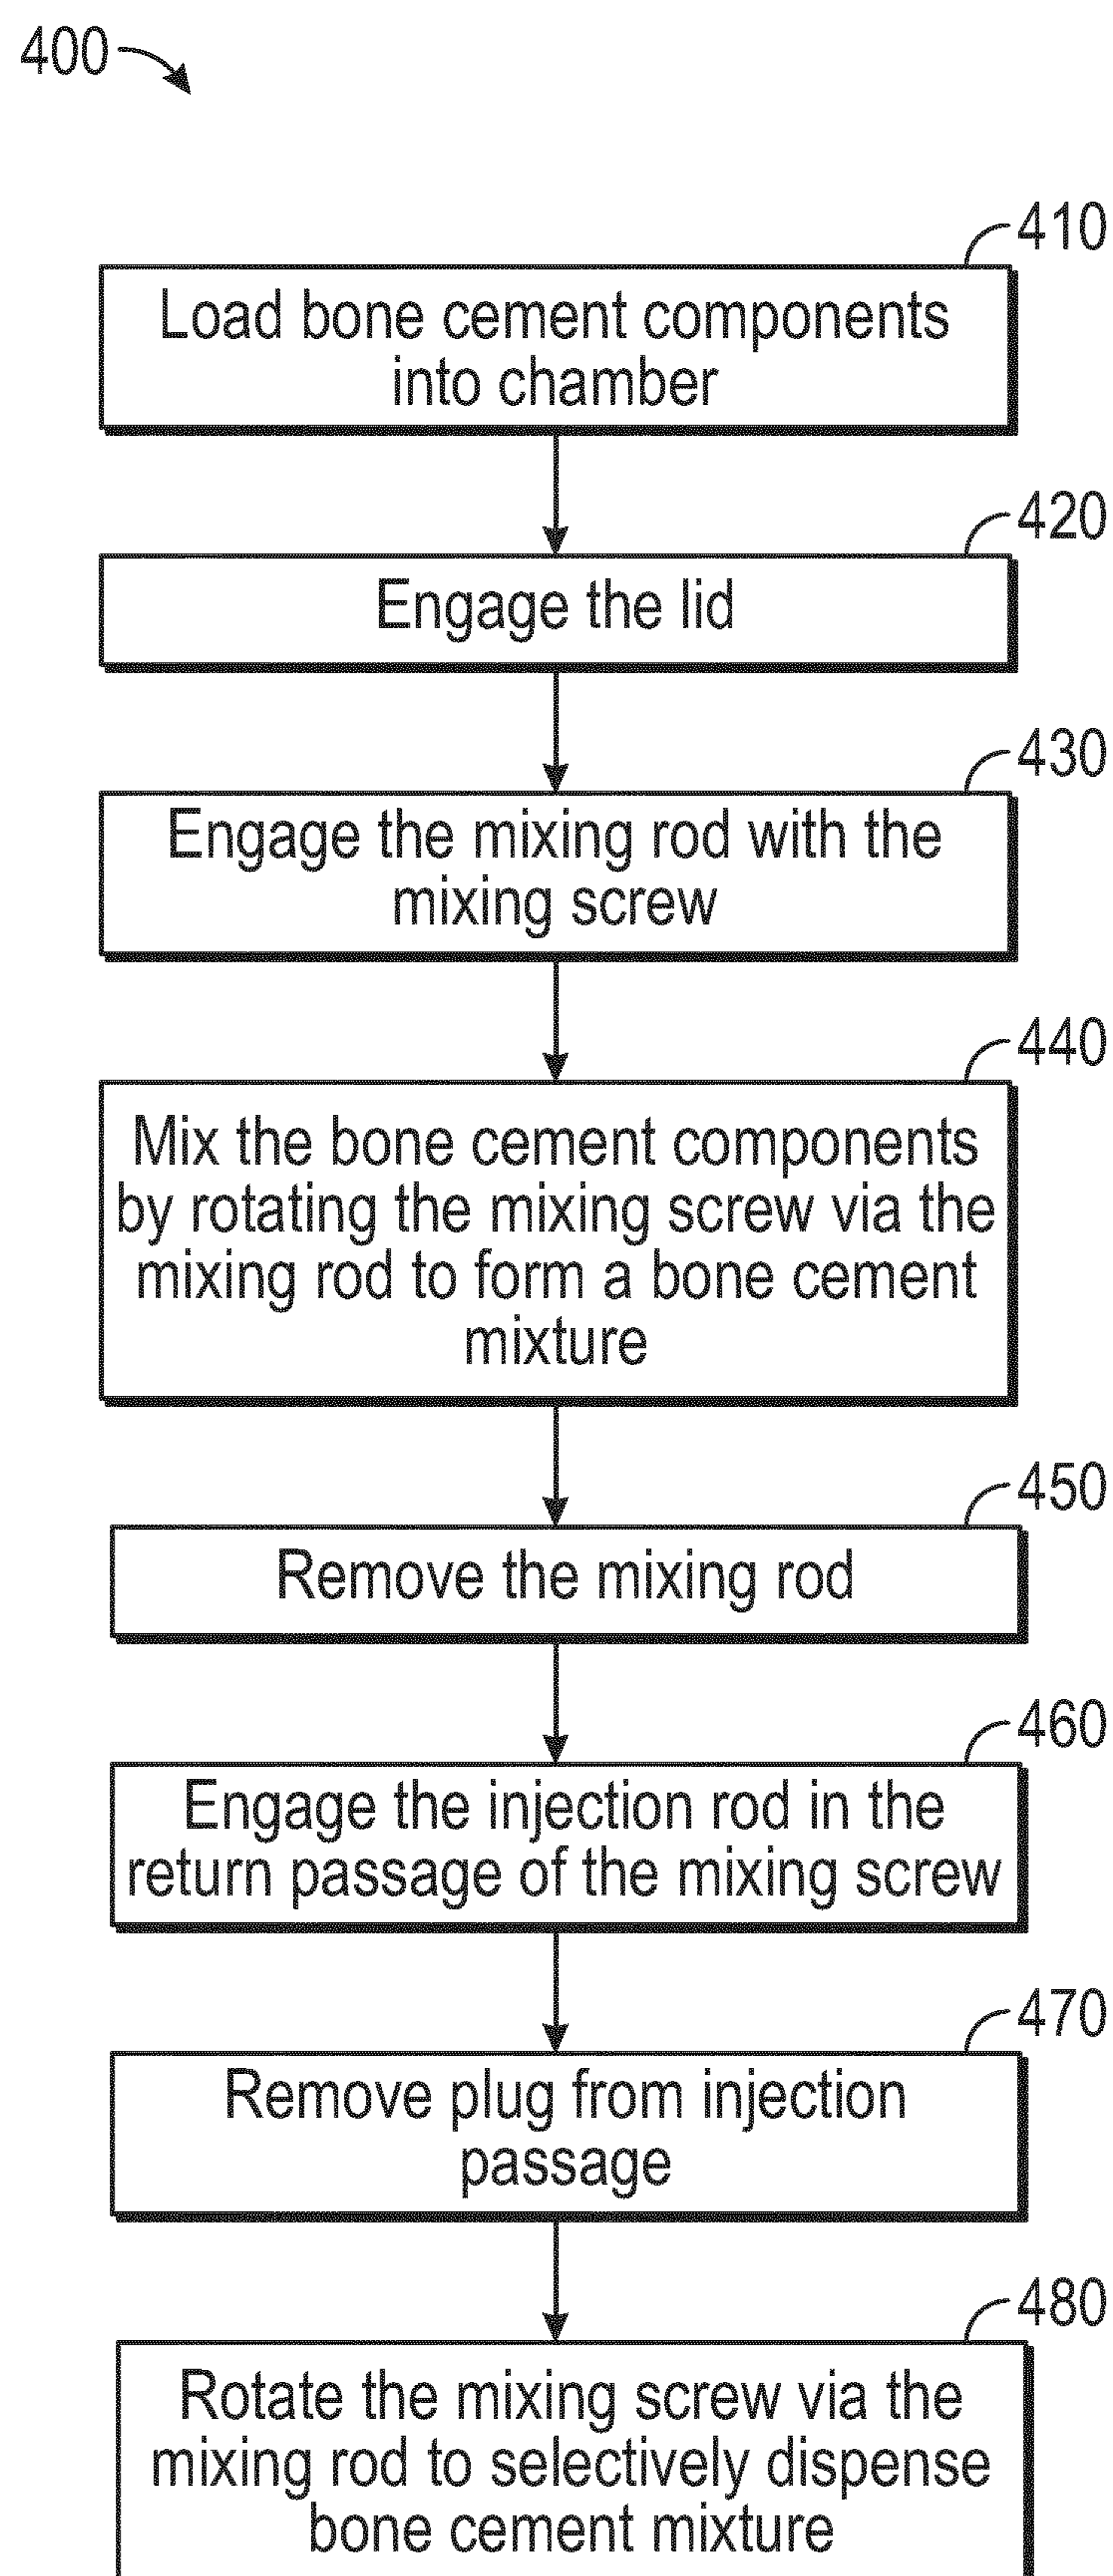 400
410
Load bone cement components
into chamber
420
Engage the lid
430
Engage the mixing rod with the
mixing screw
440
Mix the bone cement components
by rotating the mixing screw via the
mixing rod to form a bone cement
mixture
450
Remove the mixing rod
460
Engage the injection rod in the
return passage of the mixing screw
470
Remove plug from injection
passage
480
Rotate the mixing screw via the
mixing rod to selectively dispense
bone cement mixture